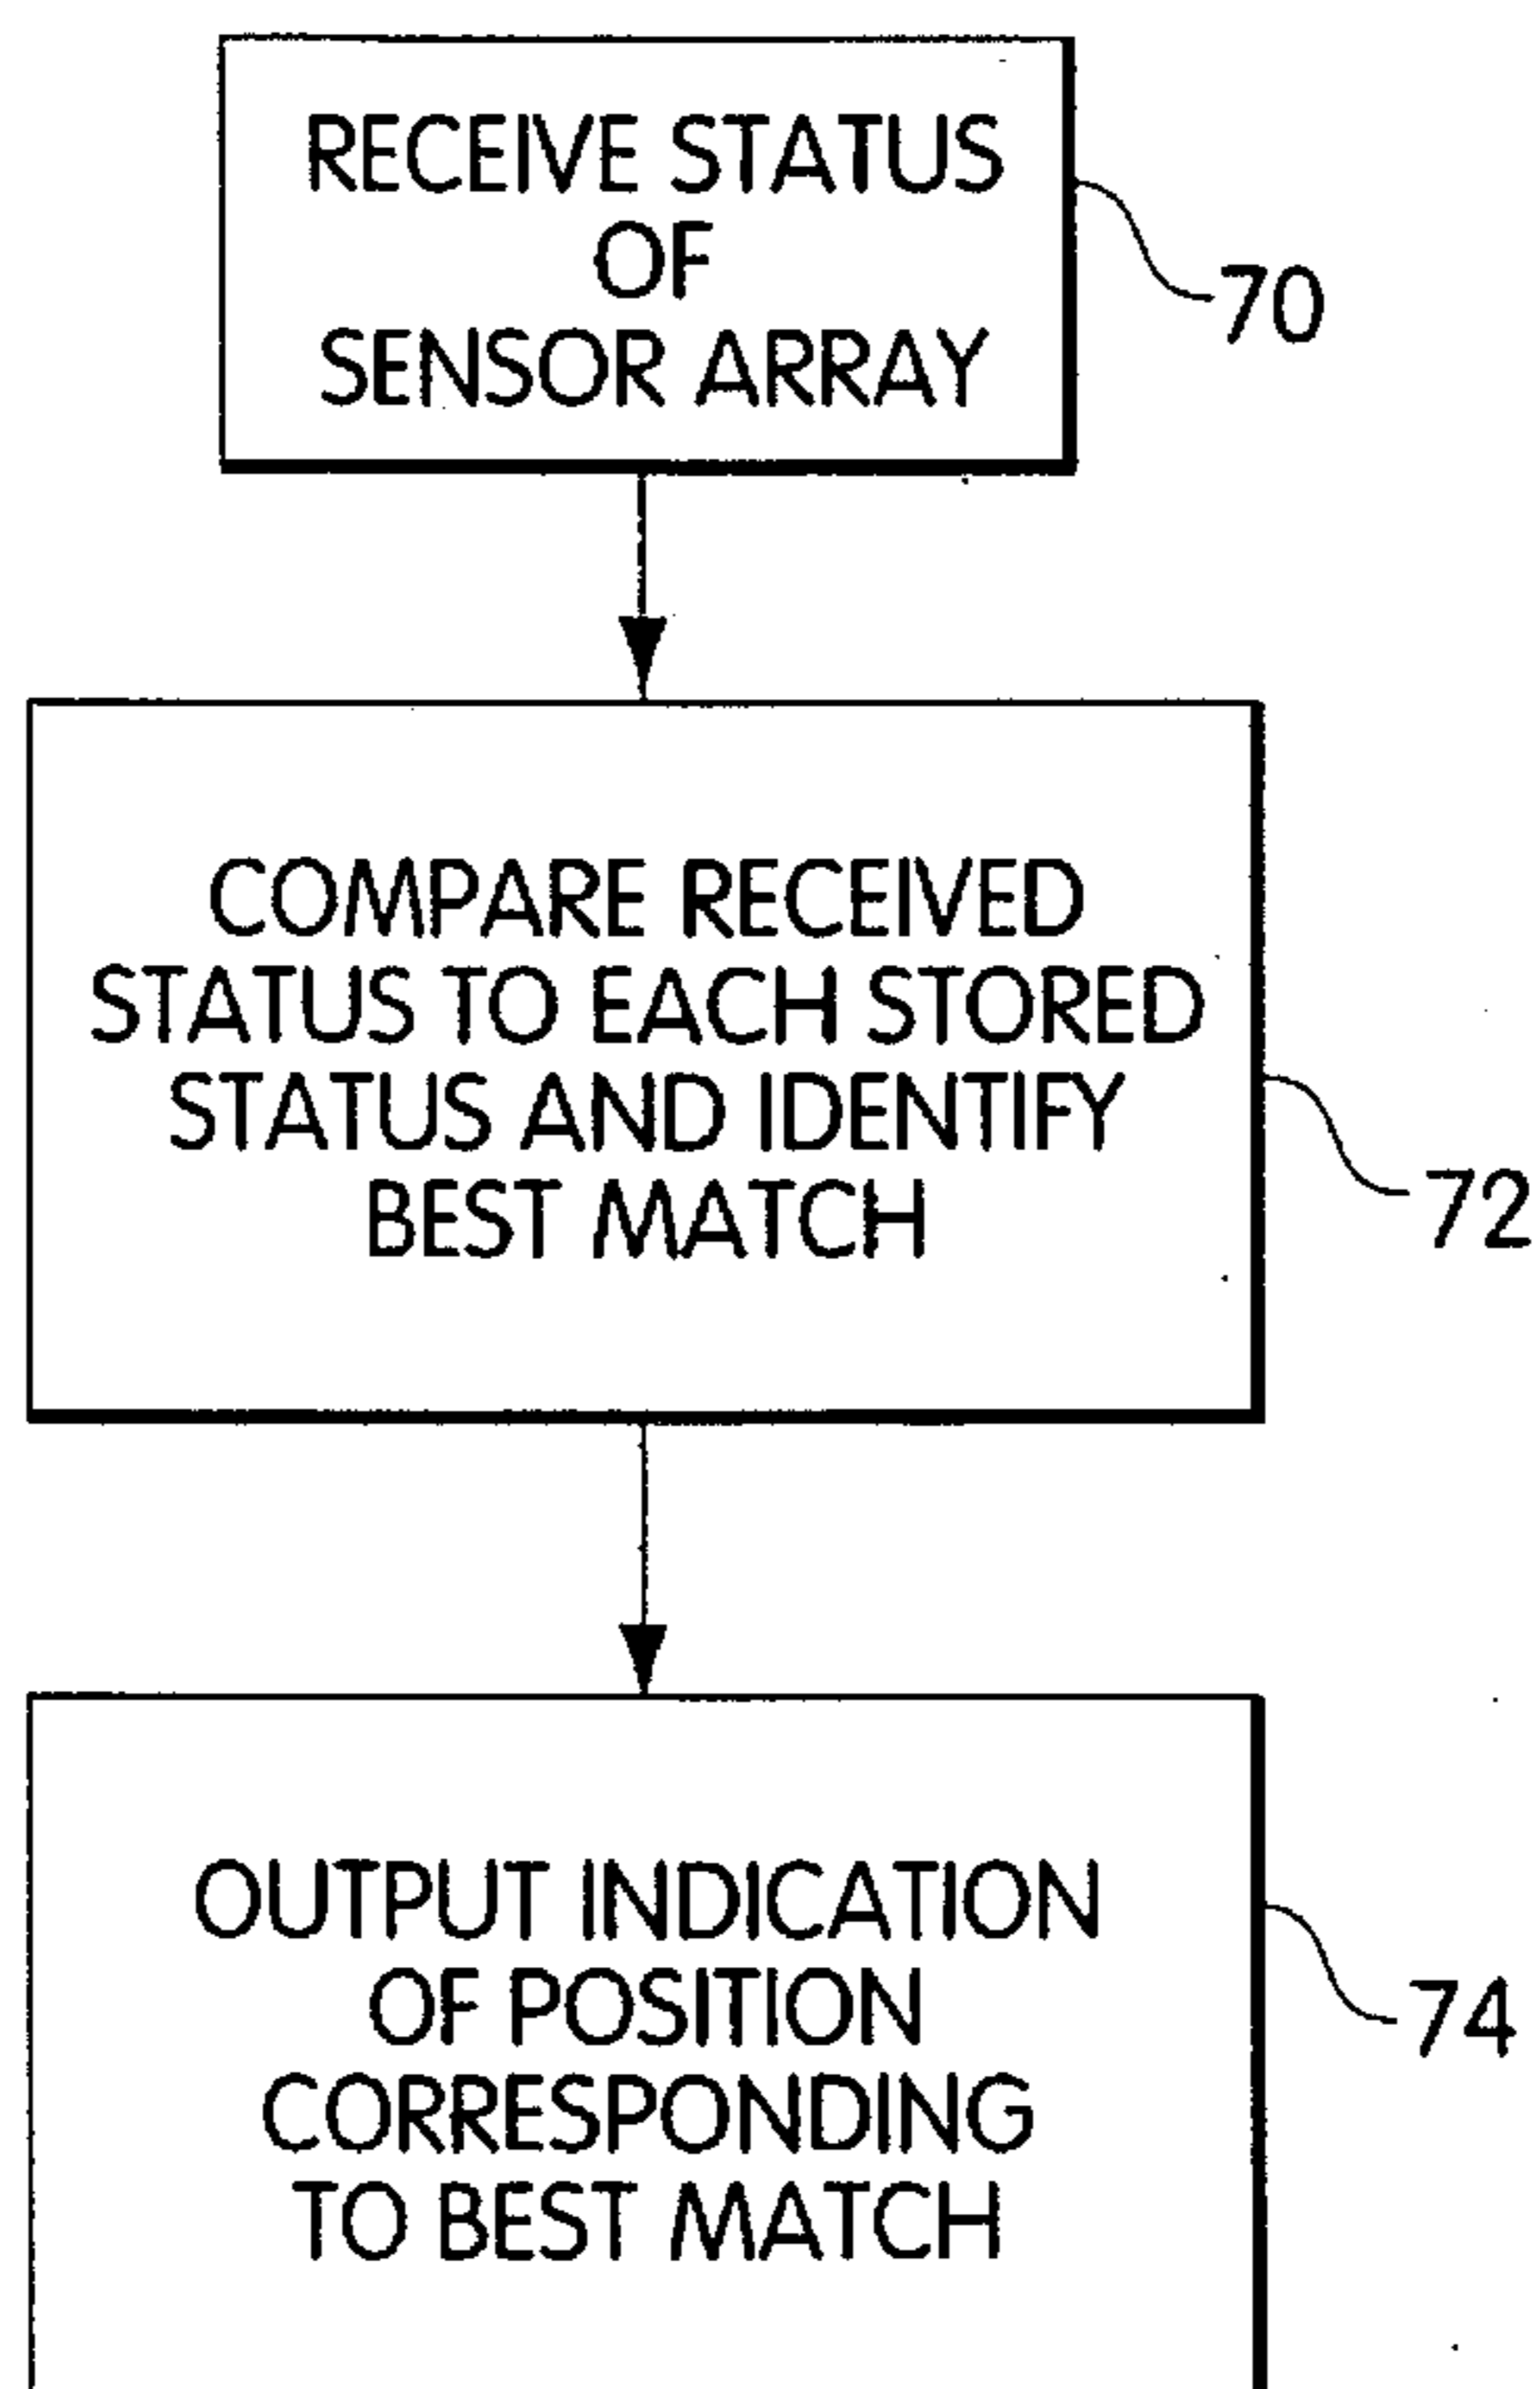 RECEIVE STATUS
OF
SENSOR ARRAY
70
COMPARE RECEIVED
STATUS TO EACH STORED
STATUS AND IDENTIFY
BEST MATCH
72
OUTPUT INDICATION
OF POSITION
CORRESPONDING
TO BEST MATCH
74